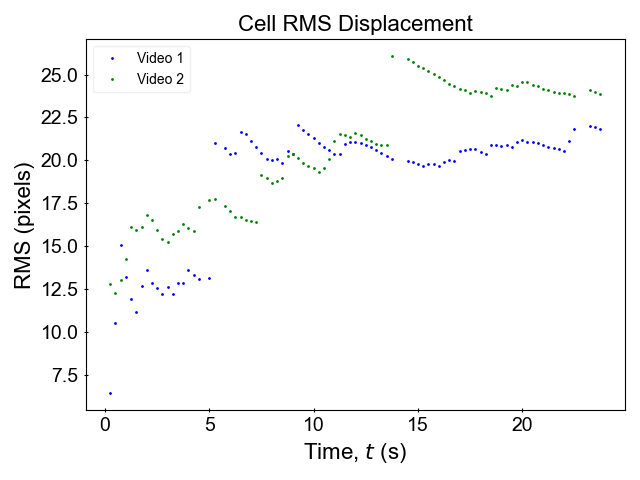 Cell RMS Displacement
Video 1
Video 2
RMS (pixels)
25.0
22.5
20.0
17.5
15.0
12.5
10.0
7.5
0 5 10 15 20
Time, t (s)